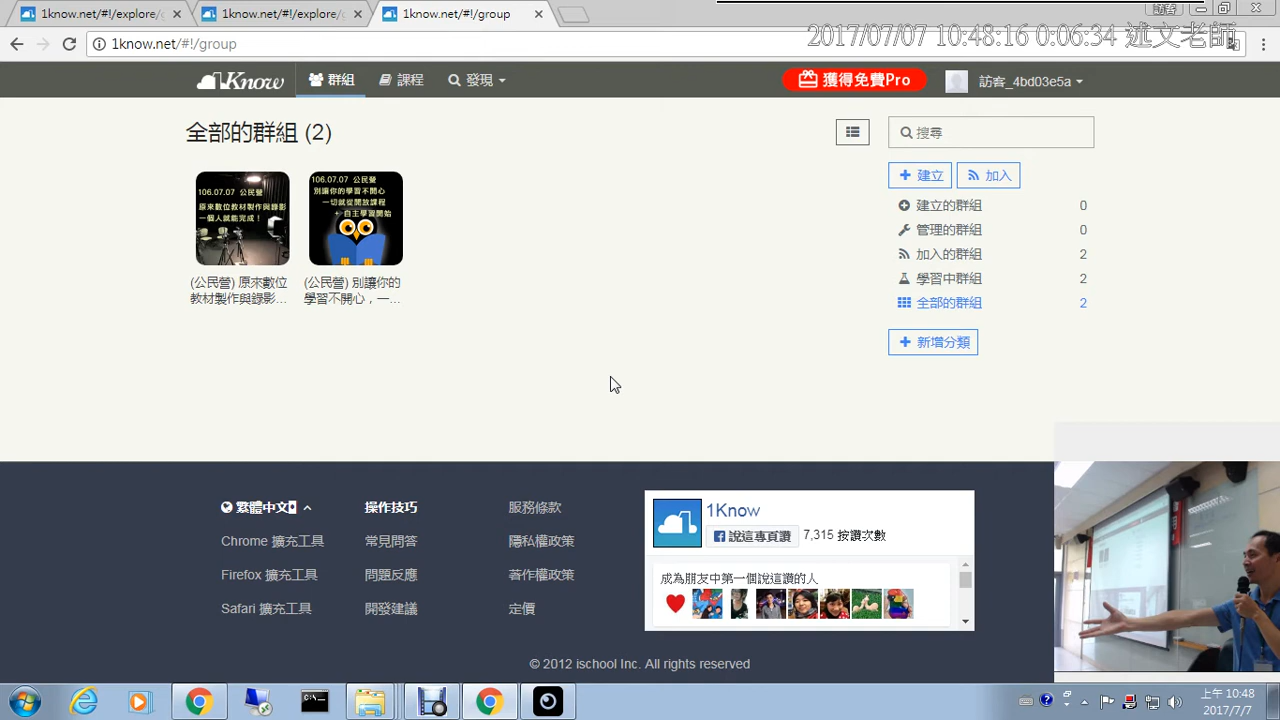 1know.net/#!/explore/
1know.net/#!/explore/
1know.net/#!/group
訪客
1know.net/#!/group
2017/07/07 10:48:16 0:06:34 述文老師
1Know
群組
課程
發現
獲得免費Pro
訪客_4bd03e5a
全部的群組 (2)
搜尋
建立
加入
建立的群組 0
管理的群組 0
加入的群組 2
學習中群組 2
全部的群組 2
新增分類
106.07.07 公民營
原來數位教材製作與錄影
一個人就能完成！
106.07.07 公民營
別讓你的學習不開心
一切就從開放課程
+ 自主學習開始
(公民營) 原來數位
教材製作與錄影...
(公民營) 別讓你的
學習不開心，一...
繁體中文
操作技巧
服務條款
Chrome 擴充工具
常見問答
隱私權政策
Firefox 擴充工具
問題反應
著作權政策
Safari 擴充工具
開發建議
定價
1Know
說這專頁讚
7,315 按讚次數
成為朋友中第一個說這讚的人
© 2012 ischool Inc. All rights reserved
上午 10:48
2017/7/7